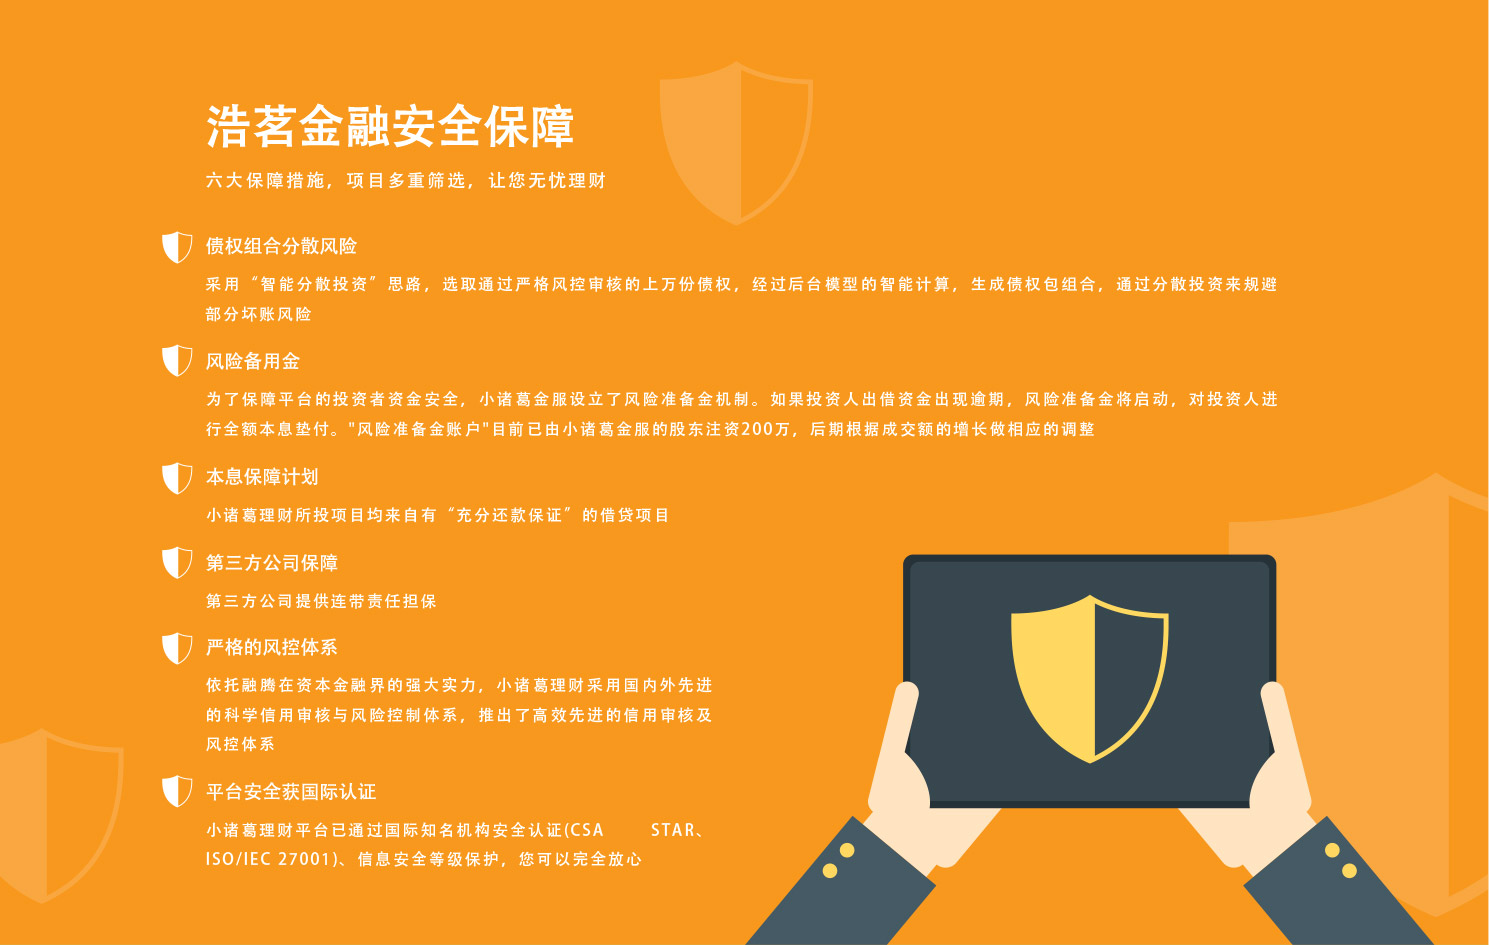 浩茗金融安全保障
六大保障措施，项目多重筛选，让您无忧理财
债权组合分散风险
采用“智能分散投资”思路，选取通过严格风控审核的上万份债权，经过后台模型的智能计算，生成债权包组合，通过分散投资来规避
部分坏账风险
风险备用金
为了保障平台的投资者资金安全，小诸葛金服设立了风险准备金机制。如果投资人出借资金出现逾期，风险准备金将启动，对投资人进
行全额本息垫付。"风险准备金账户"目前已由小诸葛金服的股东注资200万，后期根据成交额的增长做相应的调整
本息保障计划
小诸葛理财所投项目均来自有“充分还款保证”的借贷项目
第三方公司保障
第三方公司提供连带责任担保
严格的风控体系
依托融腾在资本金融界的强大实力，小诸葛理财采用国内外先进
的科学信用审核与风险控制体系，推出了高效先进的信用审核及
风控体系
平台安全获国际认证
小诸葛理财平台已通过国际知名机构安全认证(CSA STAR、
ISO/IEC 27001)、信息安全等级保护，您可以完全放心